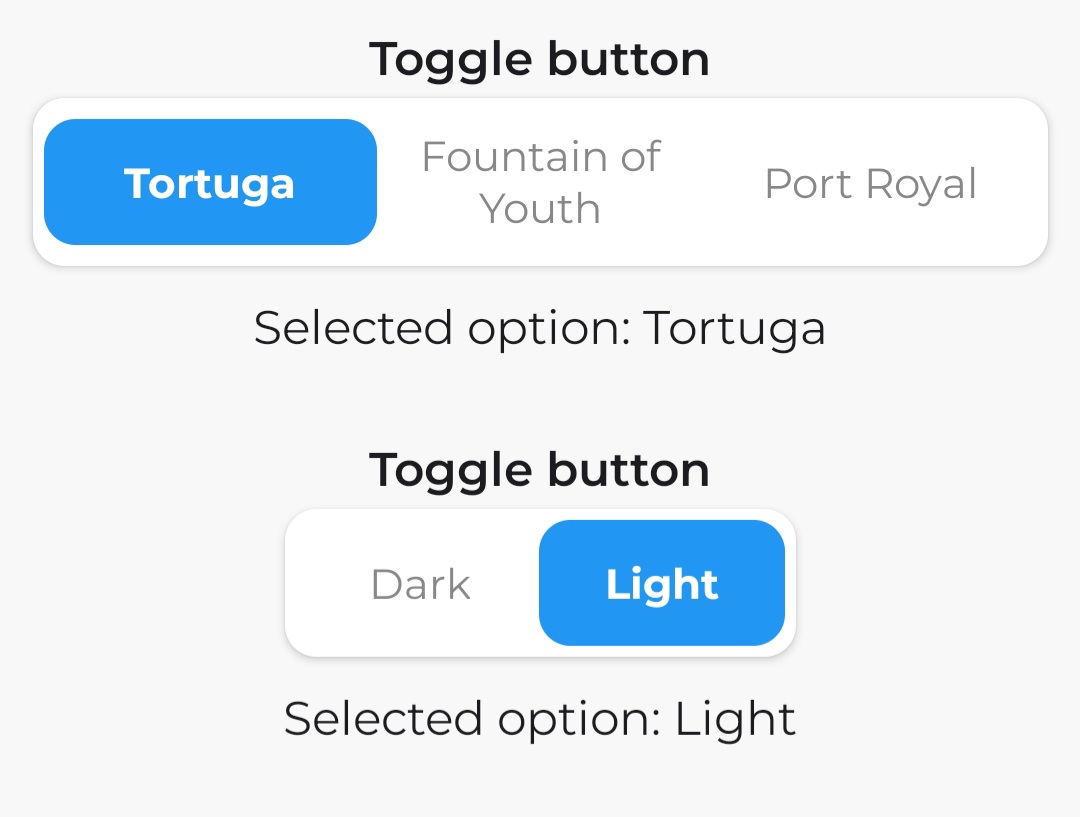 Toggle button
Tortuga
Fountain of
Youth
Port Royal
Selected option: Tortuga
Toggle button
Dark
Light
Selected option: Light